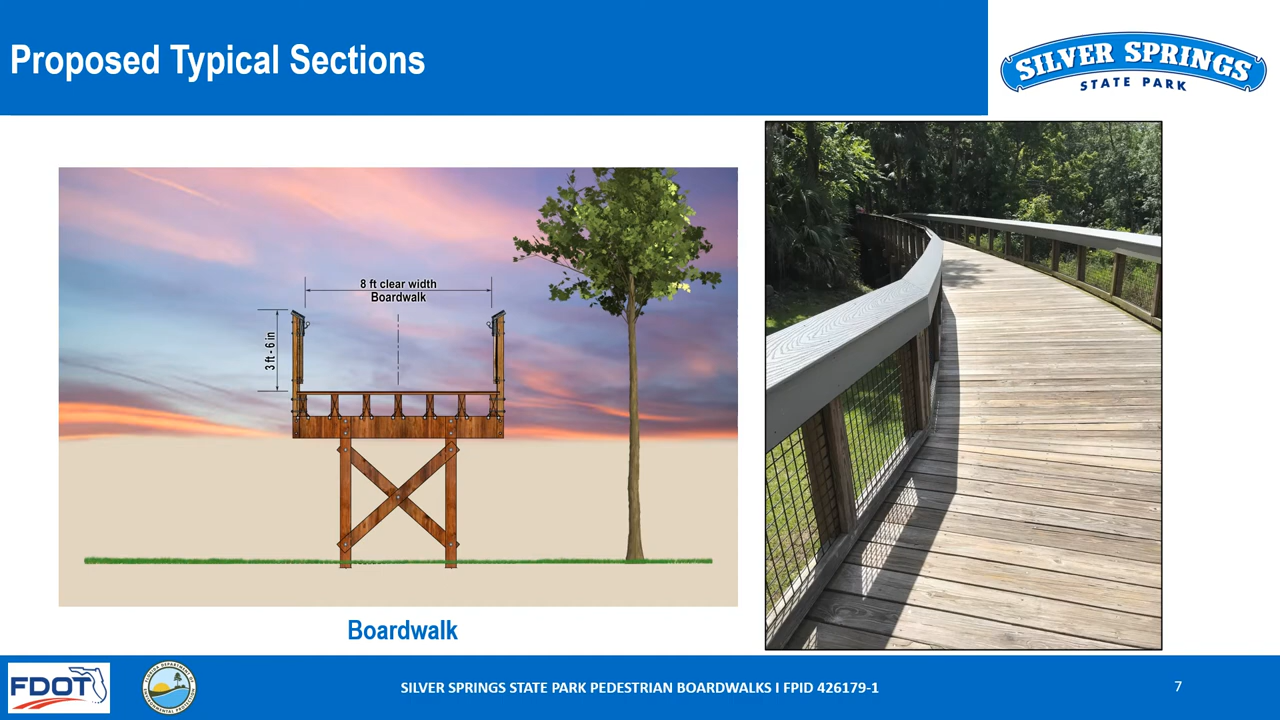 Proposed Typical Sections
SILVER SPRINGS
STATE PARK
8 ft clear width
Boardwalk
3 ft - 6 in
Boardwalk
FDOT
SILVER SPRINGS STATE PARK PEDESTRIAN BOARDWALKS I FPID 426179-1
7